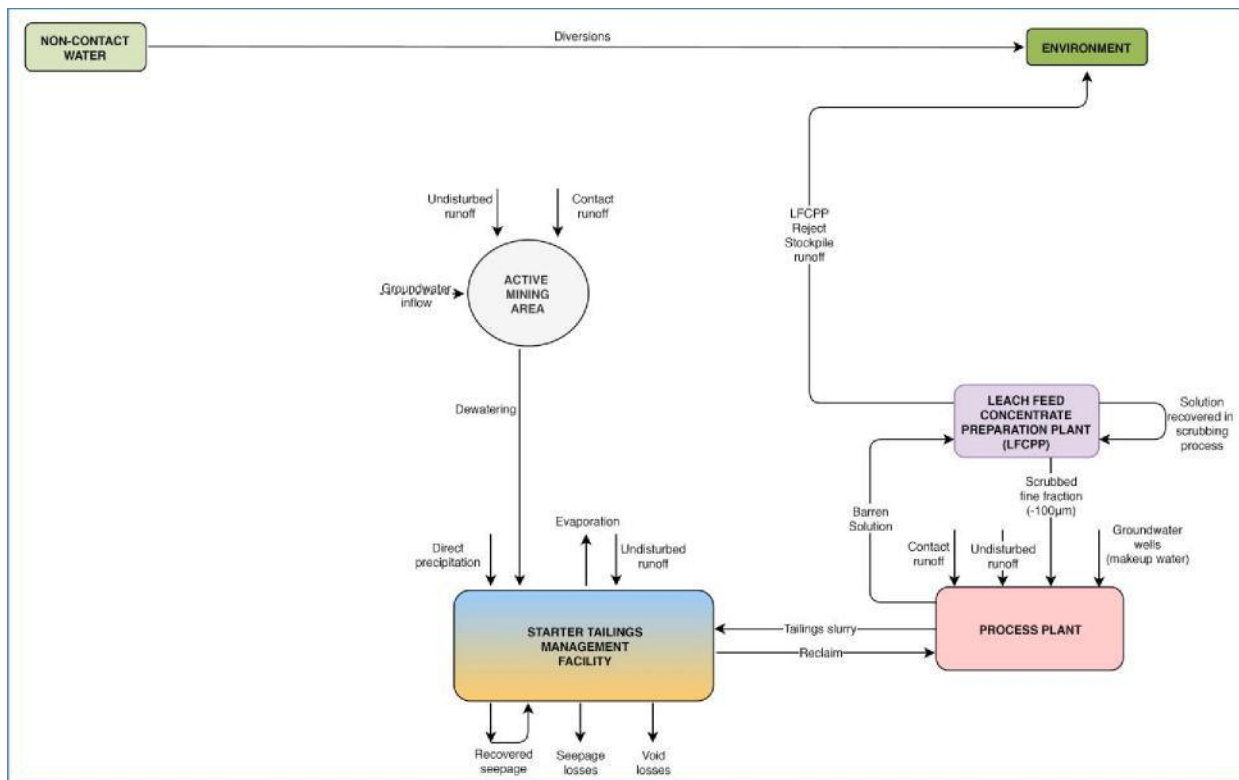 NON-CONTACT
WATER
Diversions
ENVIRONMENT
Undisturbed
runoff
Contact
runoff
LFCPP
Reject
Stockpile
runoff
Groundwater
inflow
ACTIVE
MINING
AREA
Dewatering
LEACH FEED
CONCENTRATE
PREPARATION PLANT
(LFCPP)
Solution
recovered in
scrubbing
process
Scrubbed
fine fraction
(-100µm)
Barren
Solution
Evaporation
Direct
precipitation
Undisturbed
runoff
Contact
runoff
Undisturbed
runoff
Groundwater
wells
(makeup water)
STARTER TAILINGS
MANAGEMENT
FACILITY
Tailings slurry
Reclaim
PROCESS PLANT
Recovered
seepage
Seepage
losses
Void
losses